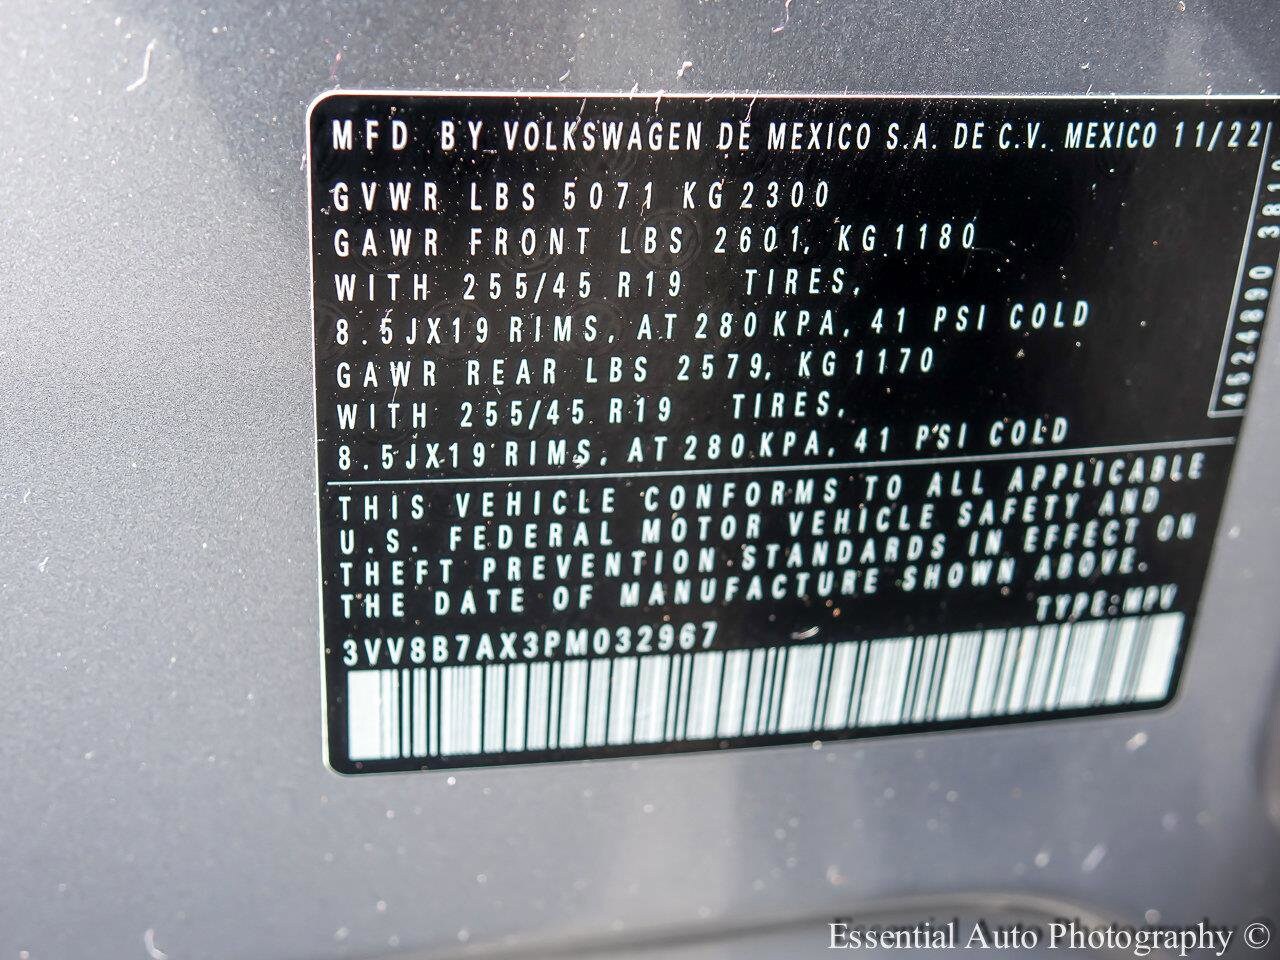 MFD BY VOLKSWAGEN DE MEXICO S.A. DE C.V. MEXICO 11/22
GVWR LBS 5071 KG 2300
GAWR FRONT LBS 2601, KG 1180
WITH 255/45 R19 TIRES,
8.5JX19 RIMS, AT 280 KPA, 41 PSI COLD
GAWR REAR LBS 2579, KG 1170
WITH 255/45 R19 TIRES,
8.5JX19 RIMS, AT 280 KPA, 41 PSI COLD
THIS VEHICLE CONFORMS TO ALL APPLICABLE
U.S. FEDERAL MOTOR VEHICLE SAFETY AND
THEFT PREVENTION STANDARDS IN EFFECT ON
THE DATE OF MANUFACTURE SHOWN ABOVE.
3VV8B7AX3PM032967 TYPE:MPV
4624890
Essential Auto Photography ©